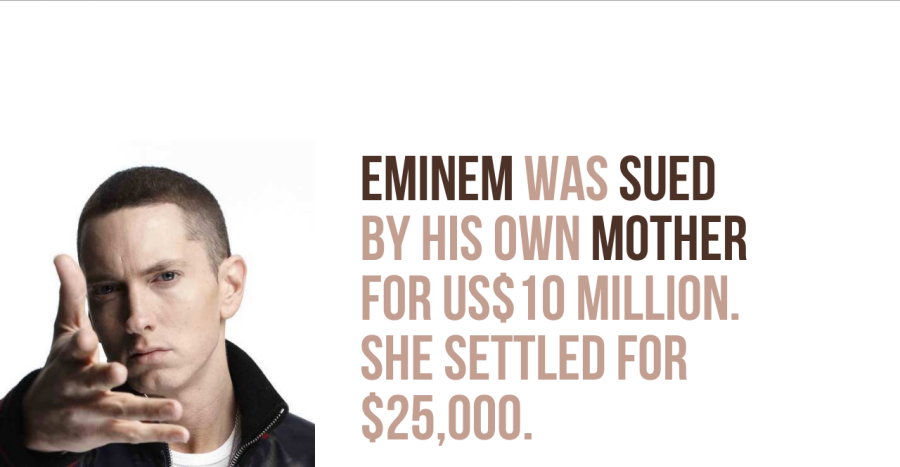 EMINEM WAS SUED
BY HIS OWN MOTHER
FOR US$10 MILLION.
SHE SETTLED FOR
$25,000.